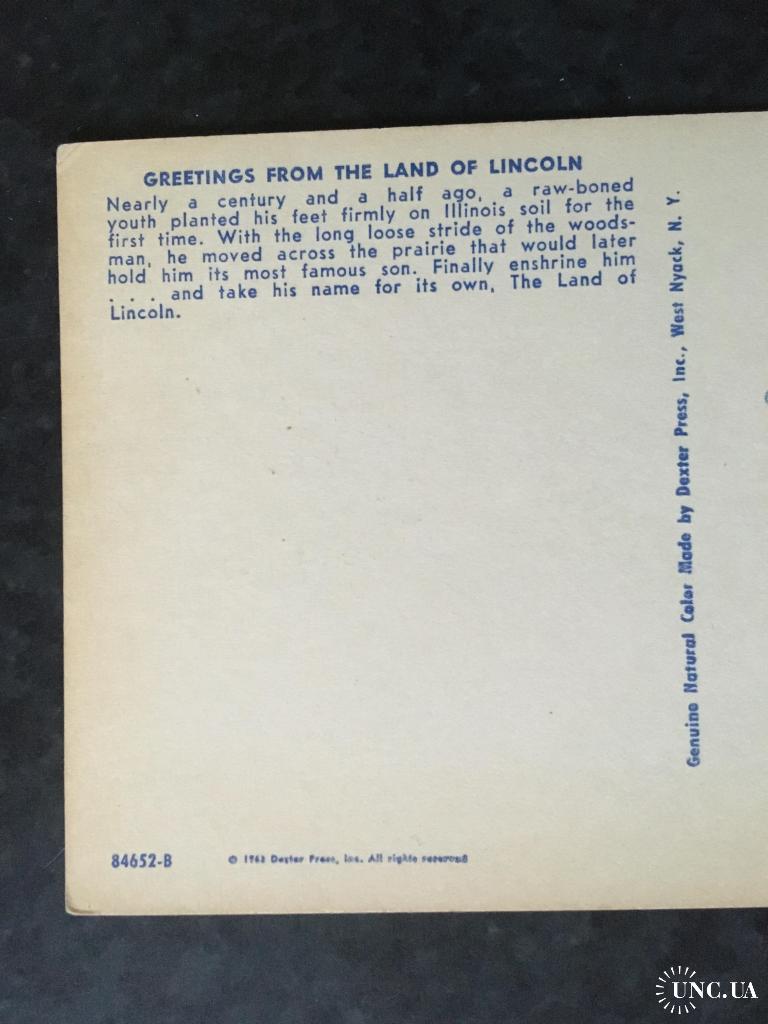 GREETINGS FROM THE LAND OF LINCOLN
Nearly a century and a half ago, a raw-boned
youth planted his feet firmly on Illinois soil for the
first time. With the long loose stride of the woods-
man, he moved across the prairie that would later
hold him its most famous son. Finally enshrine him
. . . and take his name for its own, The Land of
Lincoln.
Genuine Natural Color Made by Dexter Press, Inc., West Nyack, N. Y.
84652-B
© Dexter Press, Inc. All rights reserved
UNC.UA